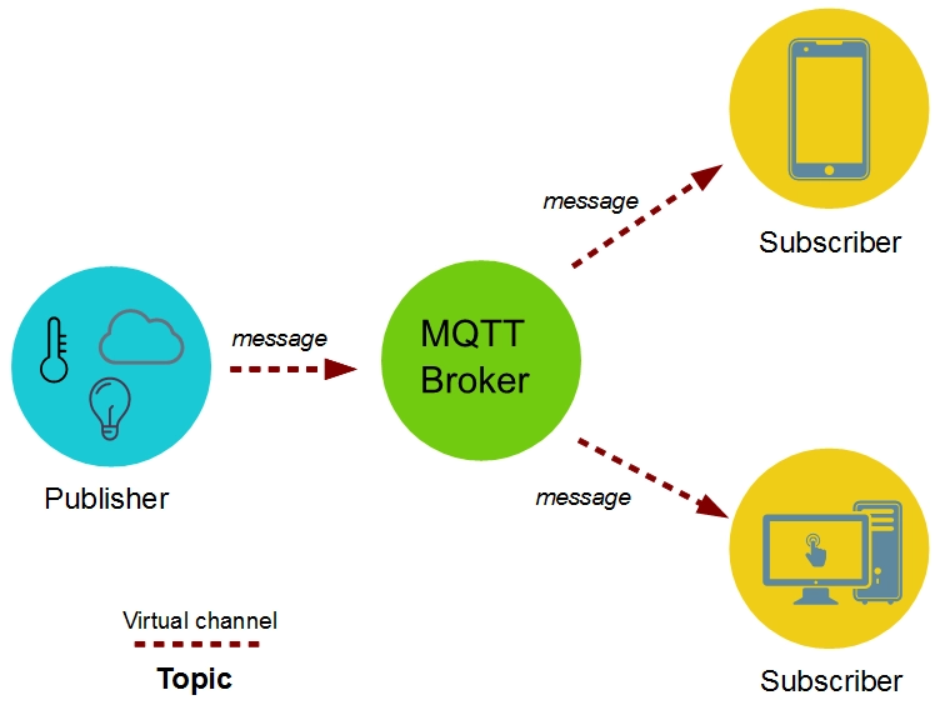 message
Subscriber
message
MQTT
Broker
Publisher
message
Subscriber
Virtual channel
Topic